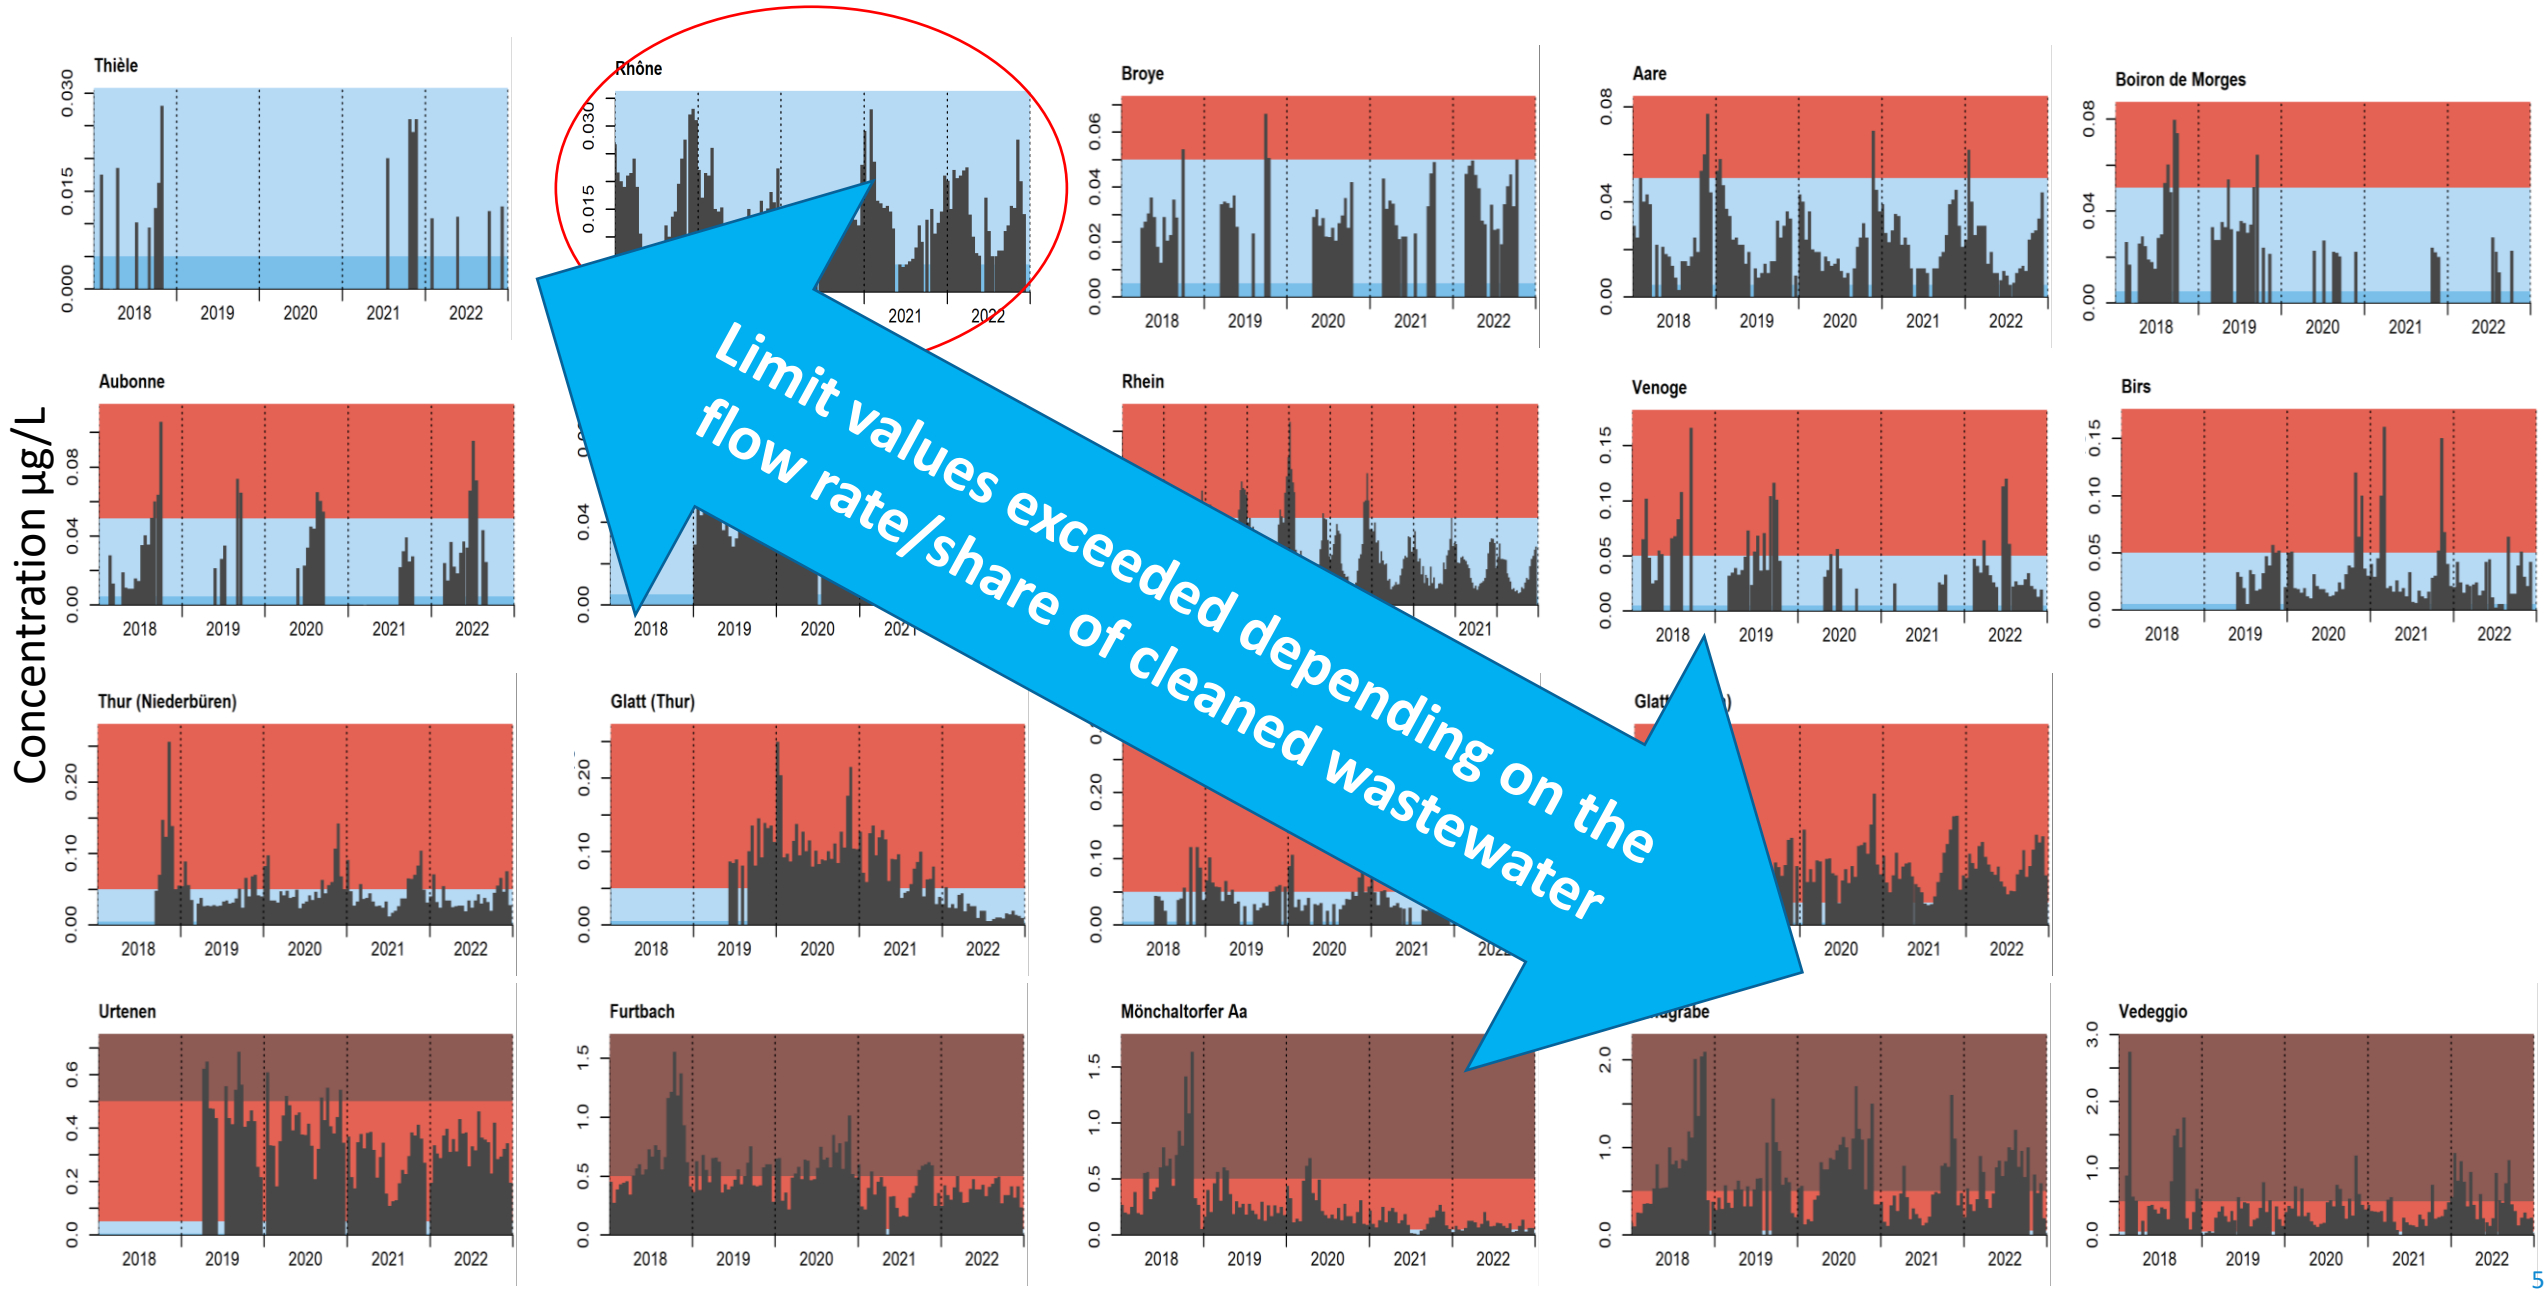 Concentration µg/L
Thièle
0.030
0.015
0.000
2018 2019 2020 2021 2022
Rhône
0.030
0.015
2021 2022
Broye
0.06
0.04
0.02
0.00
2018 2019 2020 2021 2022
Aare
0.08
0.04
0.00
2018 2019 2020 2021 2022
Boiron de Morges
0.08
0.04
0.00
2018 2019 2020 2021 2022
Aubonne
0.08
0.04
0.00
2018 2019 2020 2021 2022
0.04
0.00
2018 2019 2020
Rhein
2021
Venoge
0.15
0.10
0.05
0.00
2018 2019 2020 2021 2022
Birs
0.15
0.10
0.05
0.00
2018 2019 2020 2021 2022
Limit values exceeded depending on the
flow rate/share of cleaned wastewater
Thur (Niederbüren)
0.20
0.10
0.00
2018 2019 2020 2021 2022
Glatt (Thur)
0.20
0.10
0.00
2018 2019 2020 2021 2022
0.20
0.10
0.00
2018 2019 2020 2021
Glatt
2020 2021 2022
Urtenen
0.6
0.4
0.2
0.0
2018 2019 2020 2021 2022
Furtbach
1.5
1.0
0.5
0.0
2018 2019 2020 2021 2022
Mönchaltorfer Aa
1.5
1.0
0.5
0.0
2018 2019 2020 2021 2022
2.0
1.0
0.0
2018 2019 2020 2021 2022
Vedeggio
3.0
2.0
1.0
0.0
2018 2019 2020 2021 2022
5